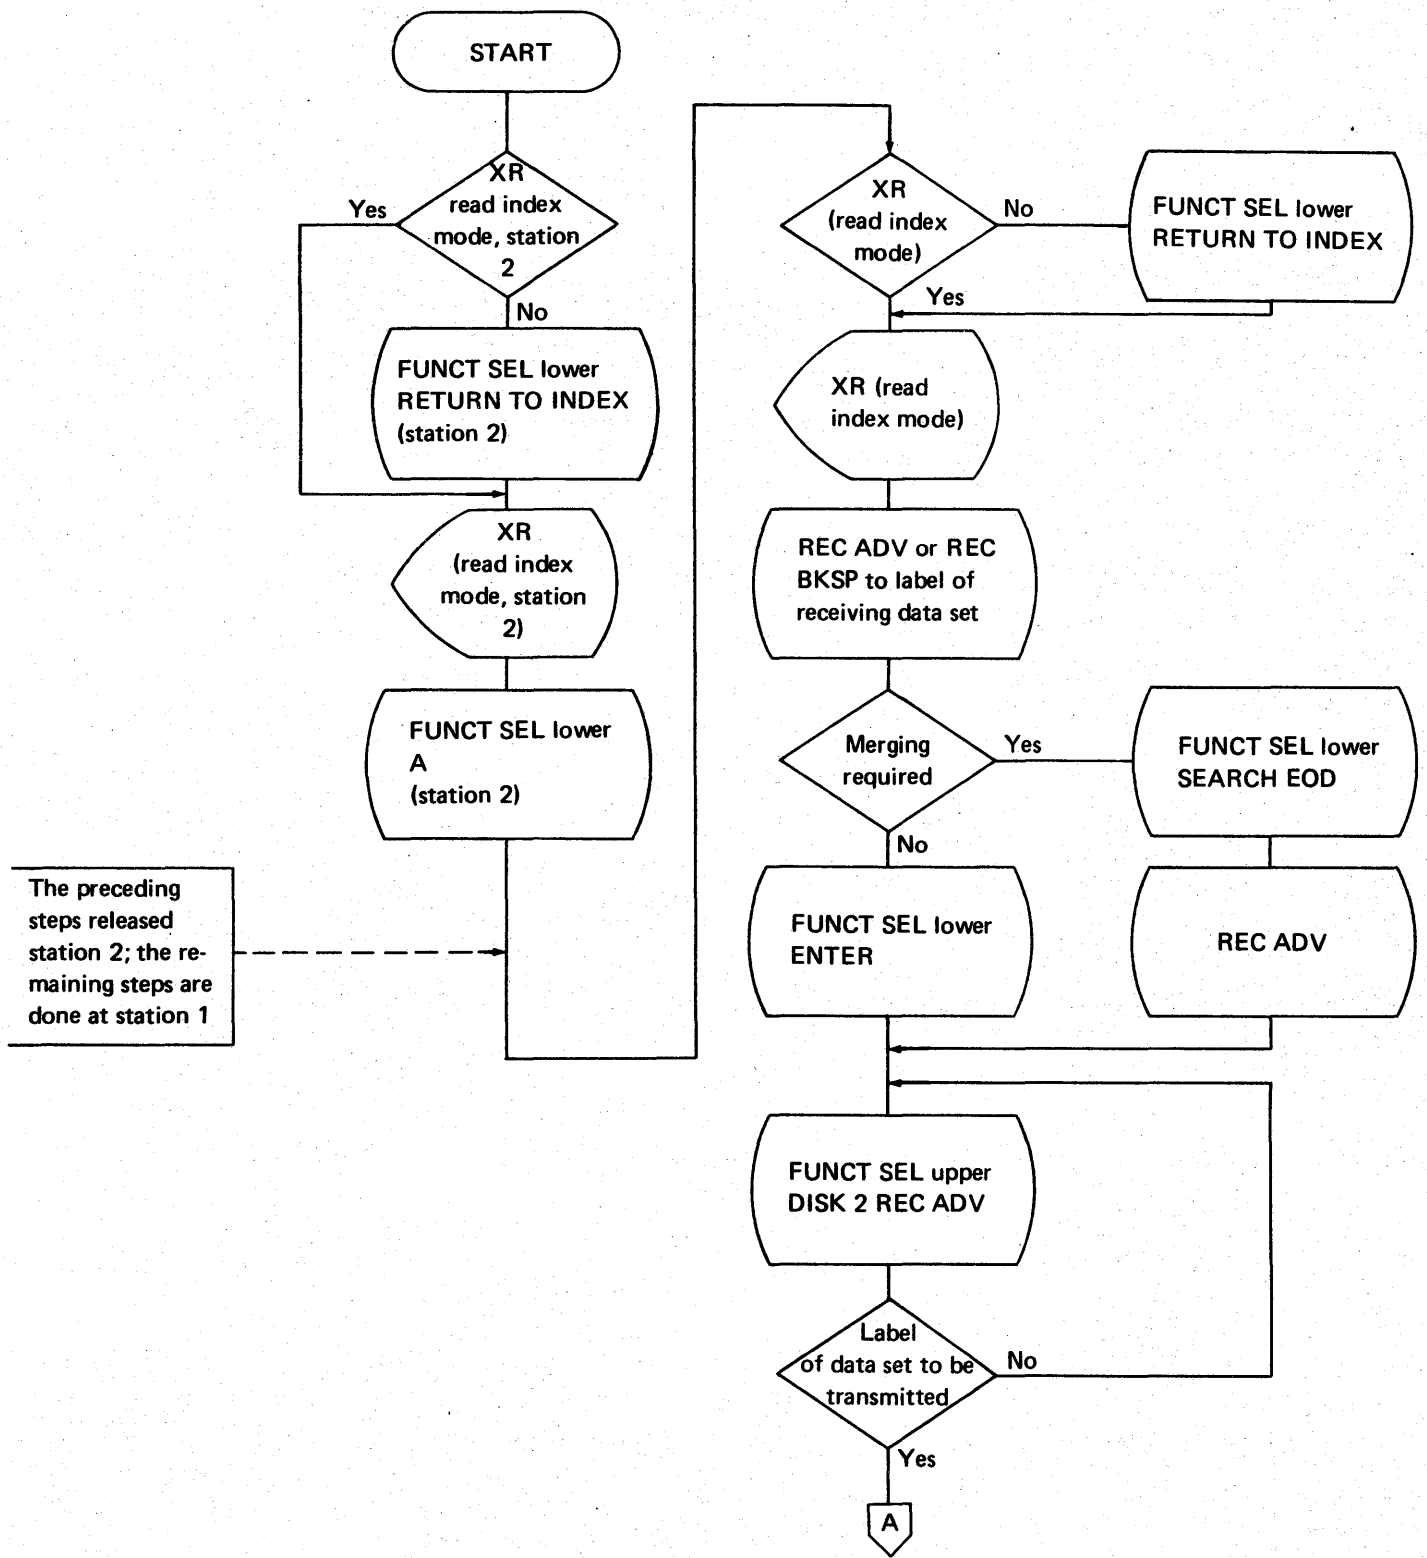 START
XR
read index
mode, station
2
Yes
No
FUNCT SEL lower
RETURN TO INDEX
(station 2)
XR
(read index
mode, station
2)
FUNCT SEL lower
A
(station 2)
The preceding
steps released
station 2; the re-
maining steps are
done at station 1
XR
(read index
mode)
No
FUNCT SEL lower
RETURN TO INDEX
Yes
XR (read
index mode)
REC ADV or REC
BKSP to label of
receiving data set
Merging
required
Yes
FUNCT SEL lower
SEARCH EOD
No
FUNCT SEL lower
ENTER
REC ADV
FUNCT SEL upper
DISK 2 REC ADV
Label
of data set to be
transmitted
No
Yes
A